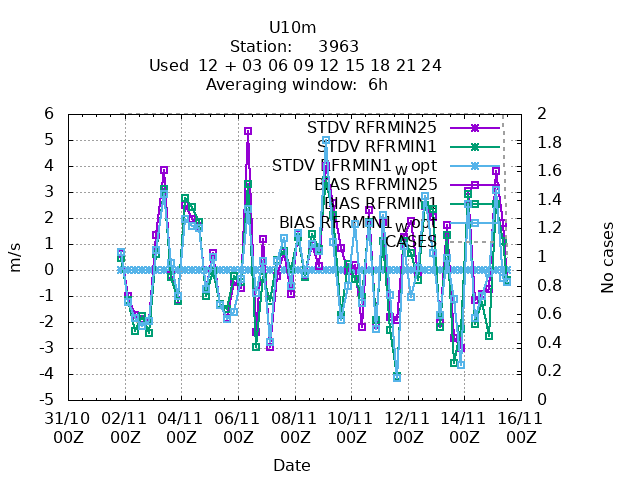 U10m
Station: 3963
Used 12 + 03 06 09 12 15 18 21 24
Averaging window: 6h
6
5
4
3
2
1
0
-1
-2
-3
-4
-5
m/s
2
1.8
1.6
1.4
1.2
1
0.8
0.6
0.4
0.2
0
No cases
STDV RFRMIN25
STDV RFRMIN1
STDV RFRMIN1wopt
BIAS RFRMIN25
BIAS RFRMIN1
BIAS RFRMIN1wopt
CASES
31/10 02/11 04/11 06/11 08/11 10/11 12/11 14/11 16/11
00Z 00Z 00Z 00Z 00Z 00Z 00Z 00Z 00Z
Date